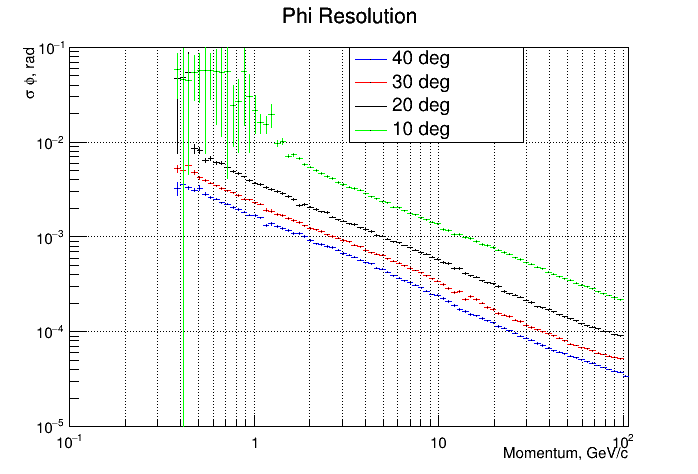 Phi Resolution
σ ϕ, rad
40 deg
30 deg
20 deg
10 deg
10⁻¹
10⁻²
10⁻³
10⁻⁴
10⁻⁵
10⁻¹ 1 10 10²
Momentum, GeV/c